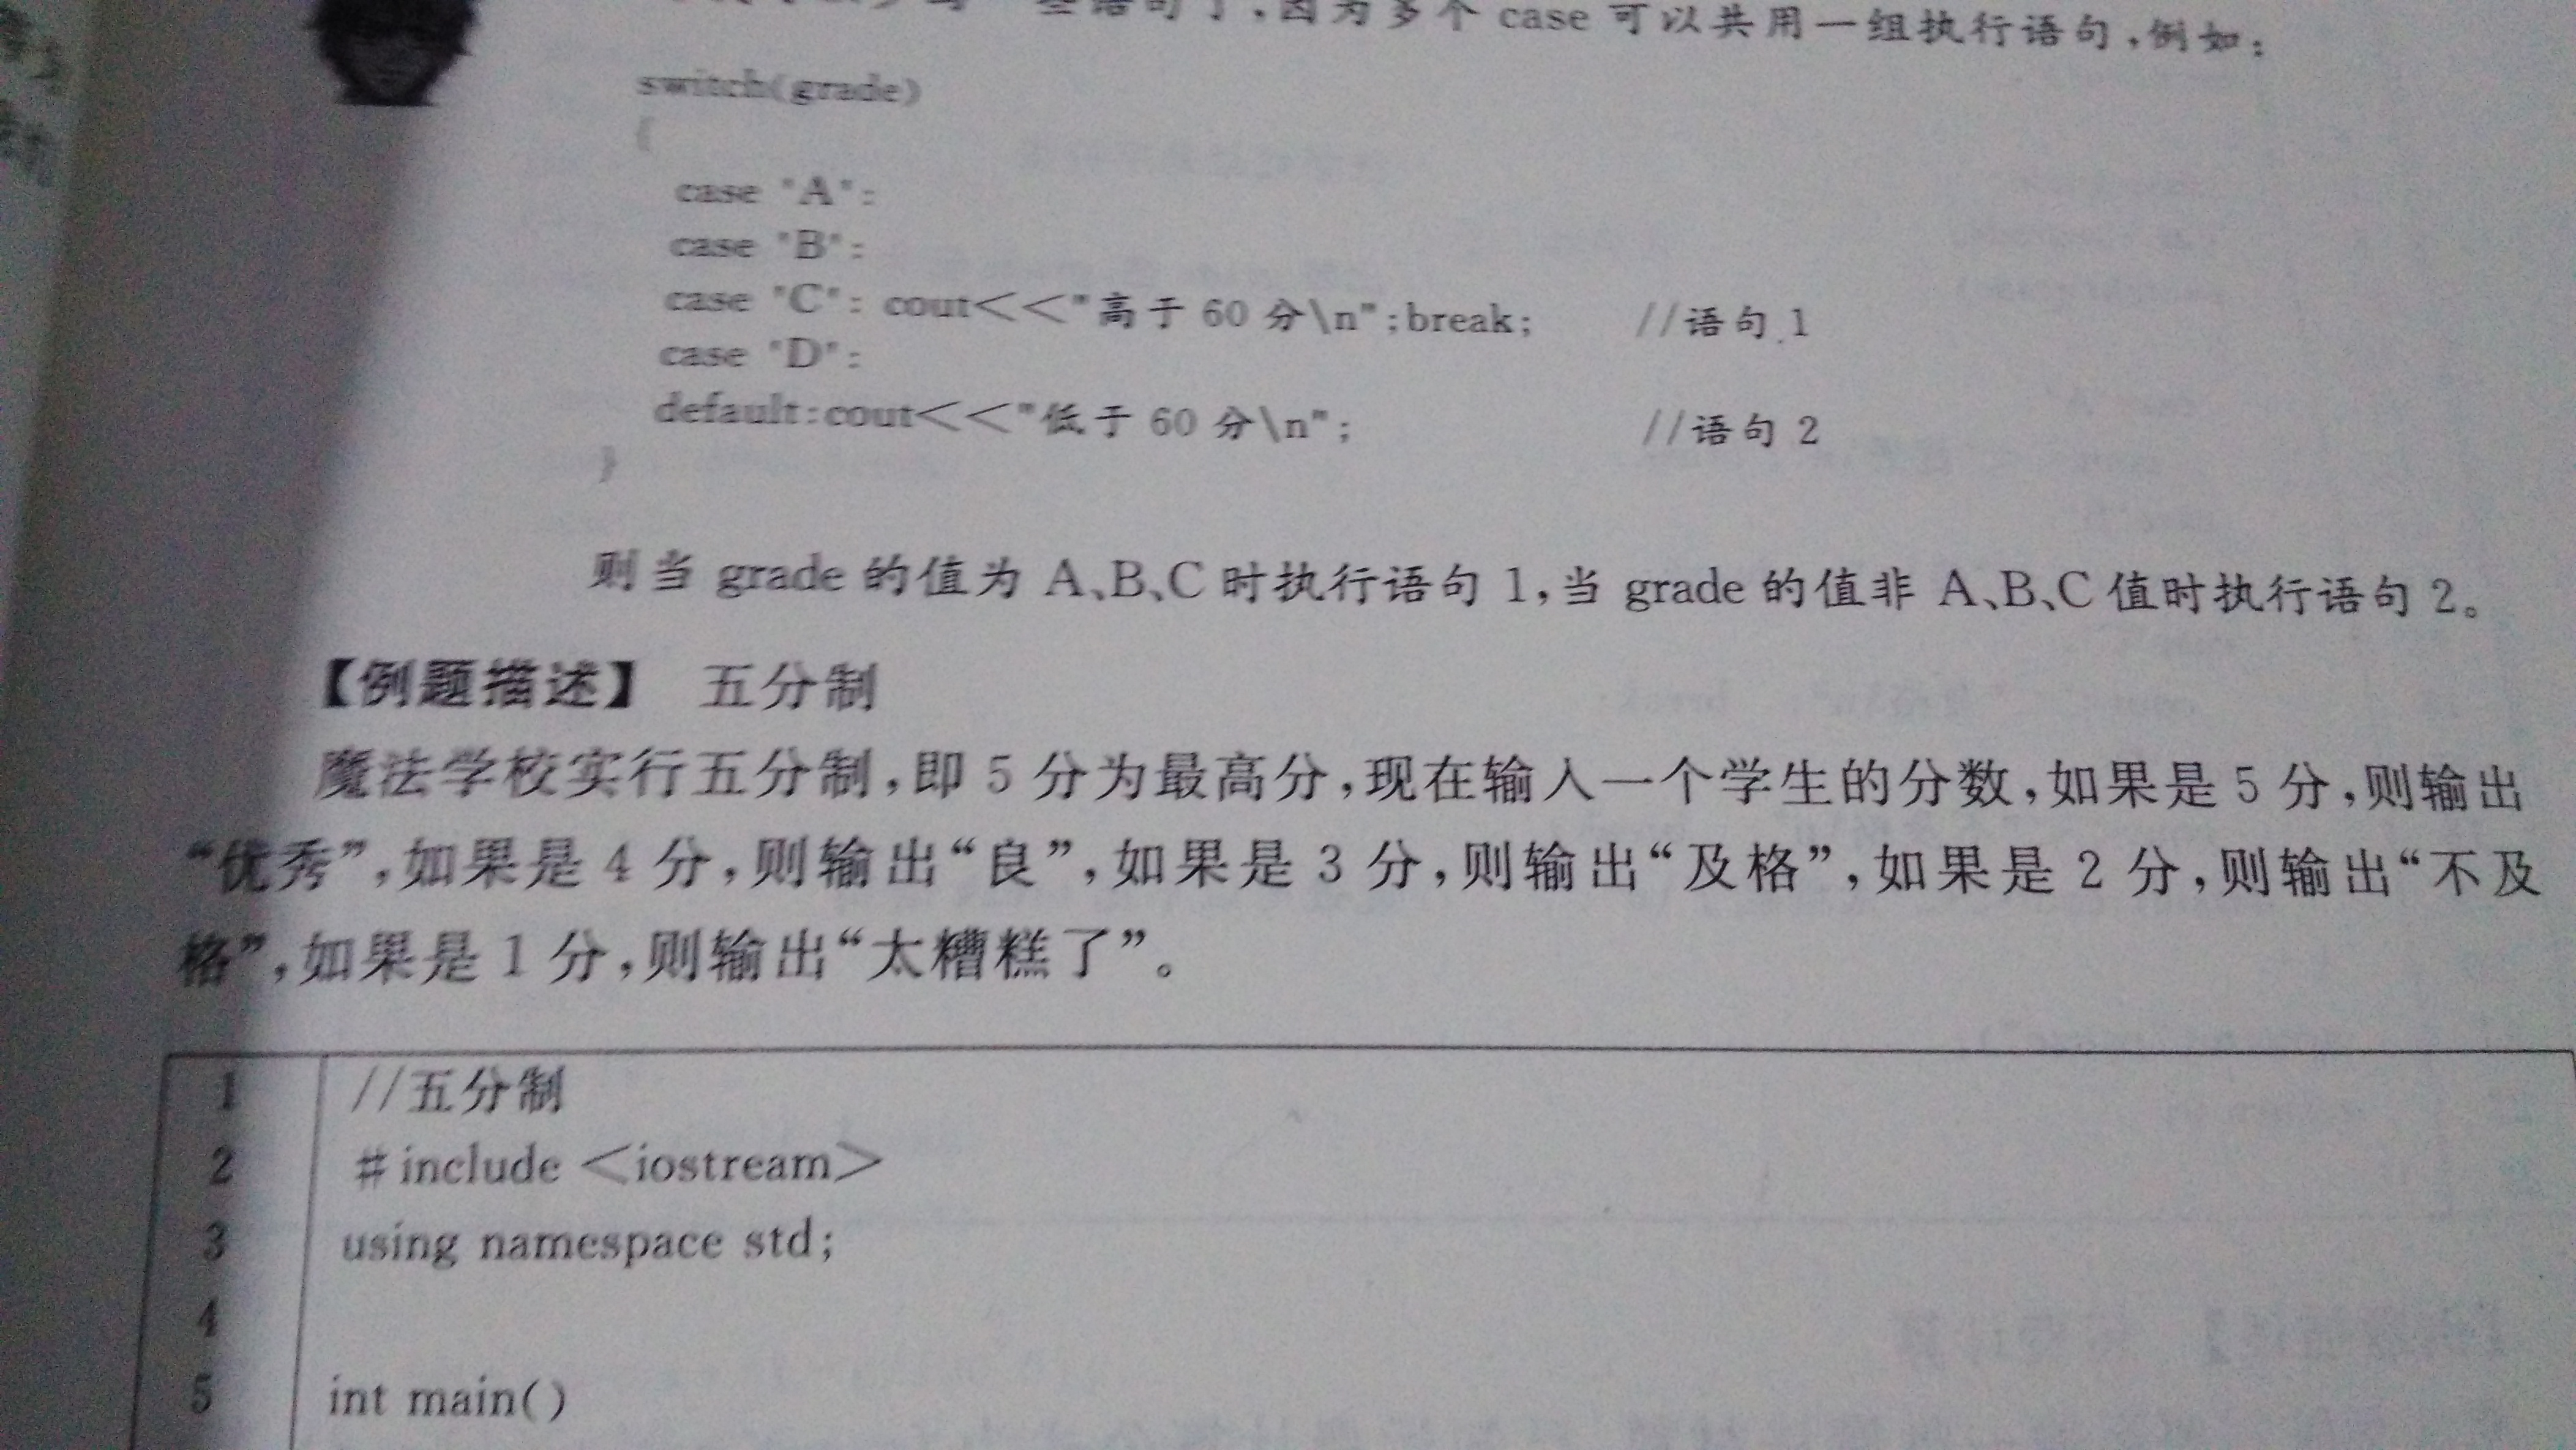 些语句了,因为多个 case 可以共用一组执行语句,例如:
switch(grade)
{
case "A":
case "B":
case "C": cout<<"高于 60 分\n";break; //语句 1
case "D":
default:cout<<"低于 60 分\n"; //语句 2
}
则当 grade 的值为 A、B、C 时执行语句 1,当 grade 的值非 A、B、C 值时执行语句 2。
【例题描述】 五分制
魔法学校实行五分制,即 5 分为最高分,现在输入一个学生的分数,如果是 5 分,则输出
“优秀”,如果是 4 分,则输出“良”,如果是 3 分,则输出“及格”,如果是 2 分,则输出“不及
格”,如果是 1 分,则输出“太糟糕了”。
1 //五分制
2 #include <iostream>
3 using namespace std;
4
5 int main()